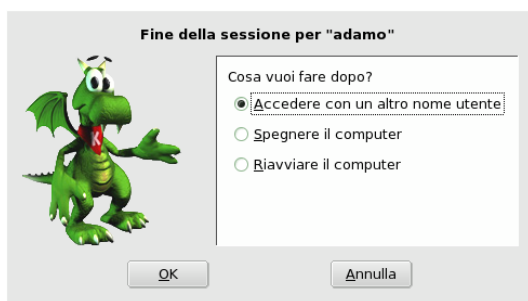 Fine della sessione per "adamo"
Cosa vuoi fare dopo?
Accedere con un altro nome utente
Spegnere il computer
Riavviare il computer
K
OK
Annulla